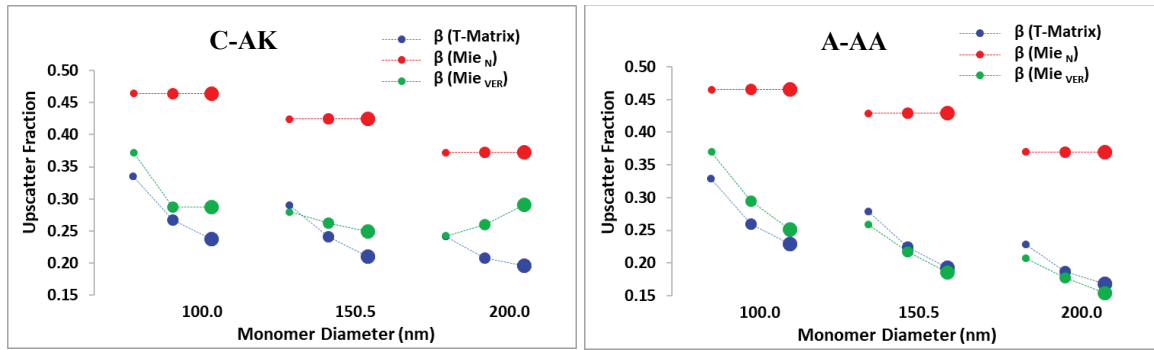 C-AK
β (T-Matrix)
β (Mie N)
β (Mie VER)
Upscatter Fraction
0.50
0.45
0.40
0.35
0.30
0.25
0.20
0.15
100.0
150.5
200.0
Monomer Diameter (nm)
A-AA
β (T-Matrix)
β (Mie N)
β (Mie VER)
Upscatter Fraction
0.50
0.45
0.40
0.35
0.30
0.25
0.20
0.15
100.0
150.5
200.0
Monomer Diameter (nm)